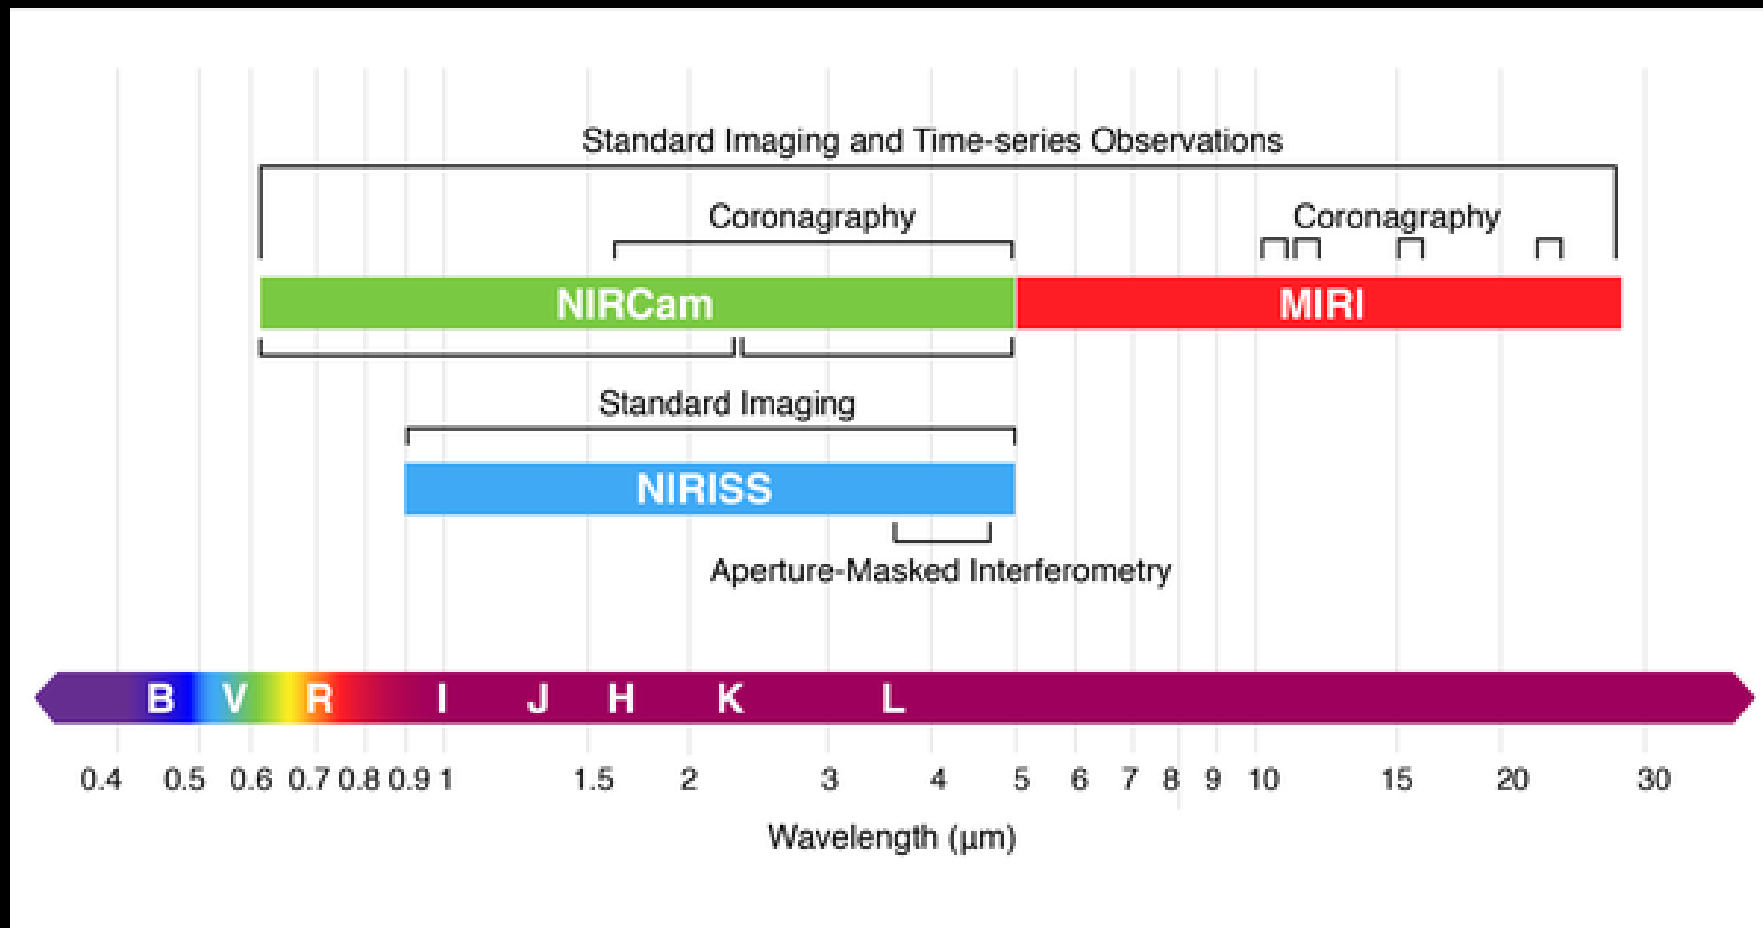 Standard Imaging and Time-series Observations
Coronagraphy Coronagraphy
NIRCam MIRI
Standard Imaging
NIRISS
Aperture-Masked Interferometry
B V R I J H K L
0.4 0.5 0.6 0.7 0.8 0.9 1 1.5 2 3 4 5 6 7 8 9 10 15 20 30
Wavelength (µm)